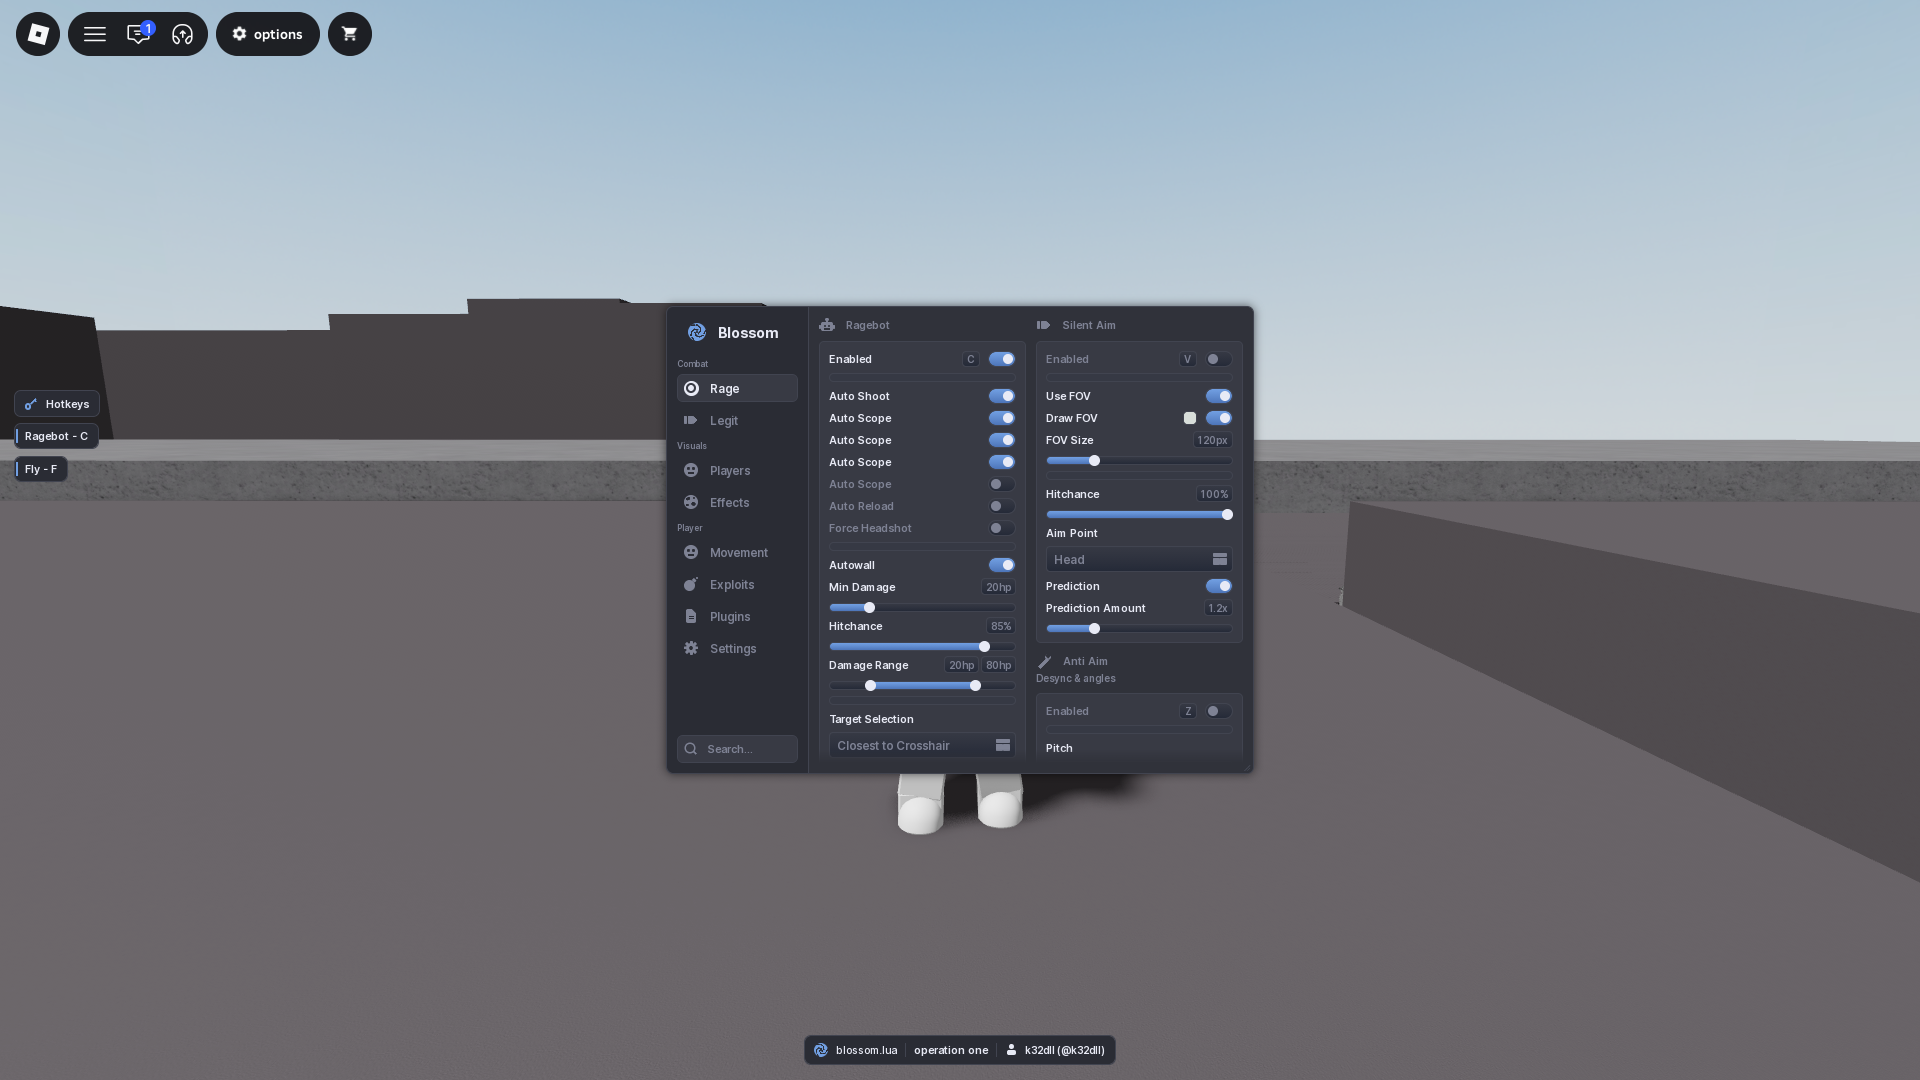 1
options
Hotkeys
Ragebot - C
Fly - F
Blossom
Combat
Rage
Legit
Visuals
Players
Effects
Player
Movement
Exploits
Plugins
Settings
Search...
Ragebot
Enabled C
Auto Shoot
Auto Scope
Auto Scope
Auto Scope
Auto Scope
Auto Reload
Force Headshot
Autowall
Min Damage 20hp
Hitchance 85%
Damage Range 20hp 80hp
Target Selection
Closest to Crosshair
Silent Aim
Enabled V
Use FOV
Draw FOV
FOV Size 120px
Hitchance 100%
Aim Point
Head
Prediction
Prediction Amount 1.2x
Anti Aim
Desync & angles
Enabled Z
Pitch
blossom.lua operation one k32dll (@k32dll)